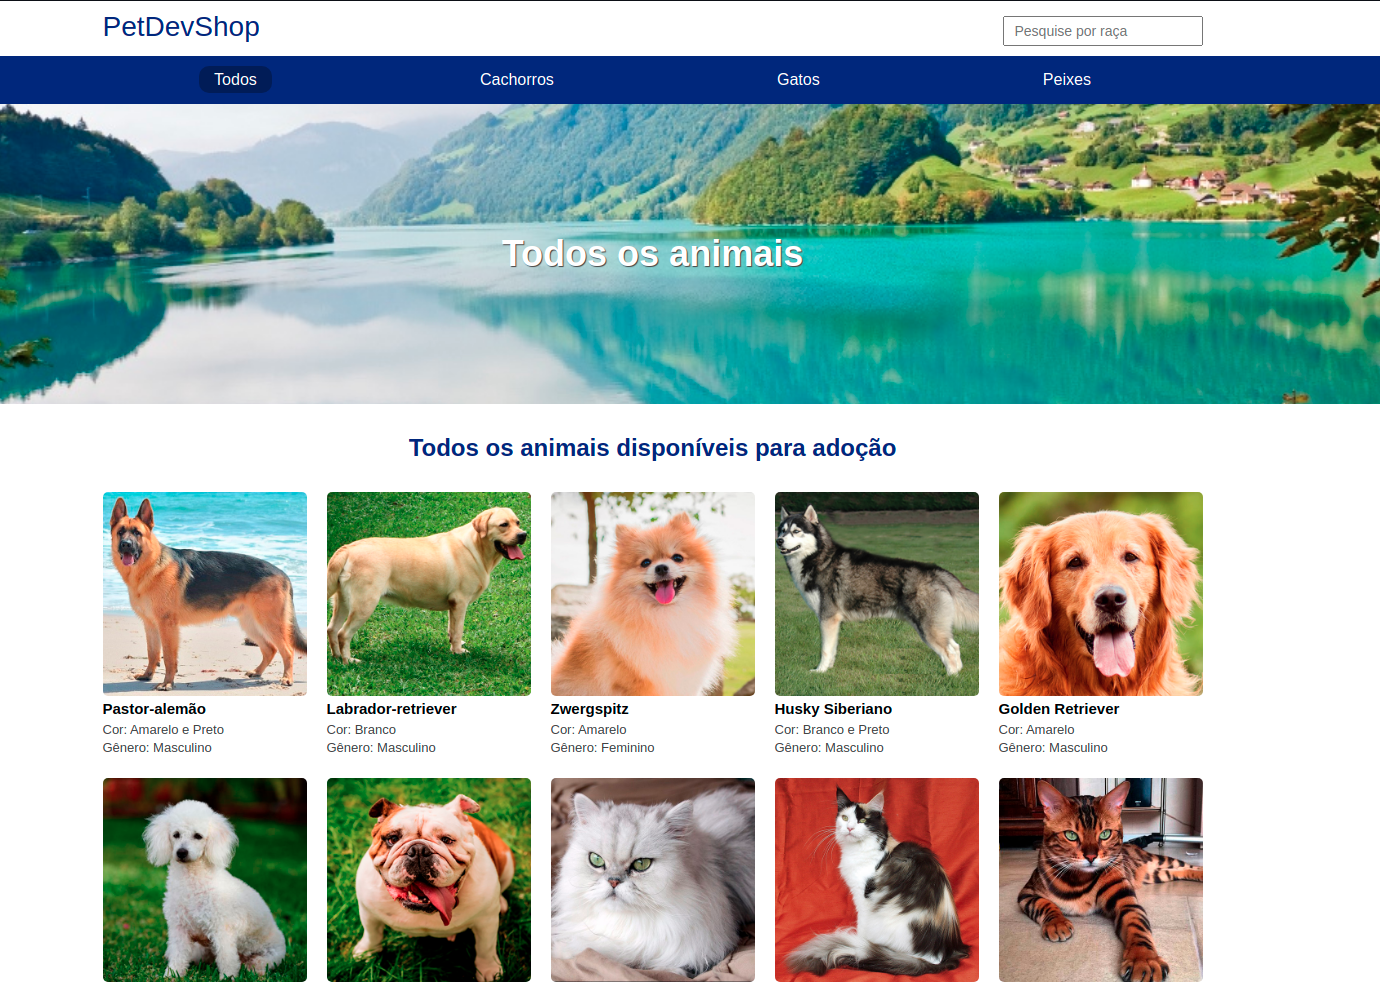 PetDevShop
Pesquise por raça
Todos
Cachorros
Gatos
Peixes
Todos os animais
Todos os animais disponíveis para adoção
Pastor-alemão
Cor: Amarelo e Preto
Gênero: Masculino
Labrador-retriever
Cor: Branco
Gênero: Masculino
Zwergspitz
Cor: Amarelo
Gênero: Feminino
Husky Siberiano
Cor: Branco e Preto
Gênero: Masculino
Golden Retriever
Cor: Amarelo
Gênero: Masculino